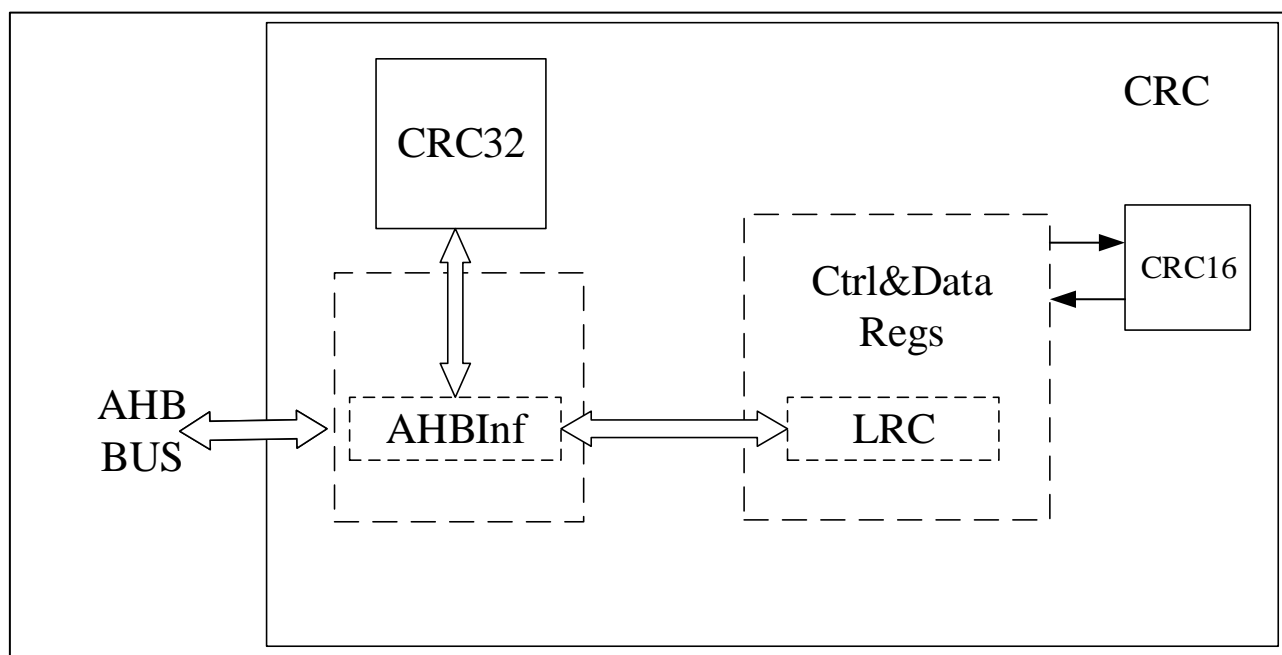 CRC
CRC32
Ctrl&Data
Regs
CRC16
AHB
BUS
AHBInf
LRC